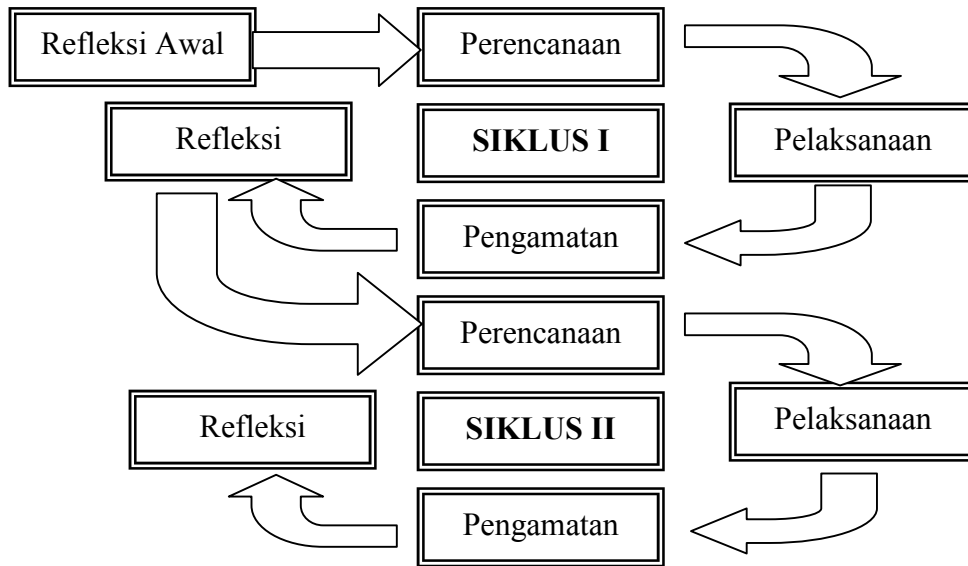 Refleksi Awal
Perencanaan
Refleksi
SIKLUS I
Pelaksanaan
Pengamatan
Perencanaan
Refleksi
SIKLUS II
Pelaksanaan
Pengamatan